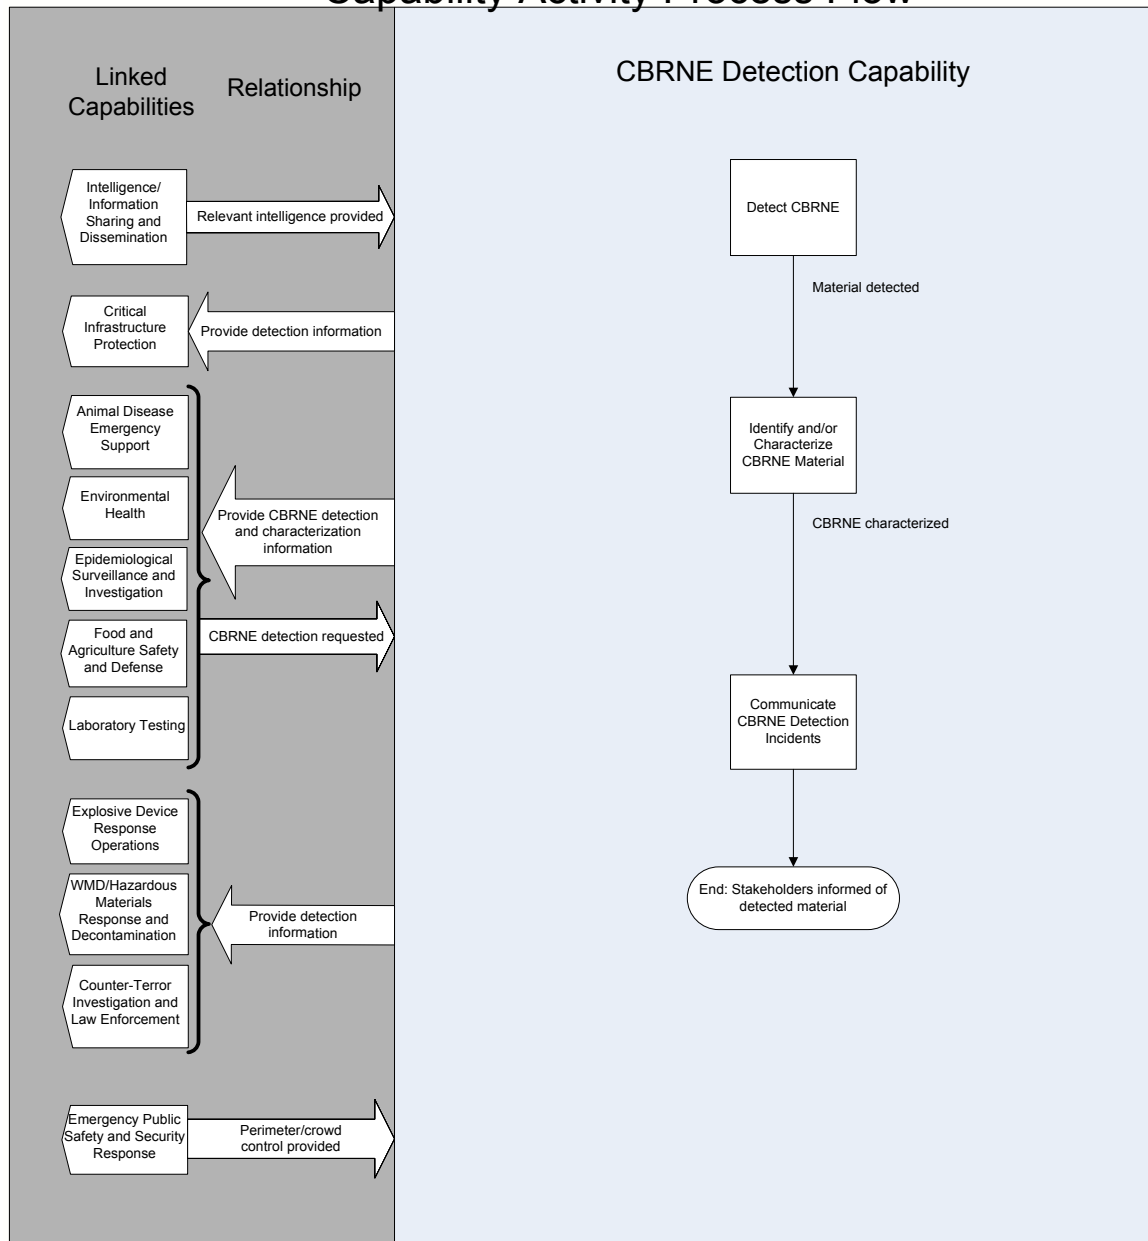 Capability Activity Process Flow
Linked
Capabilities
Relationship
CBRNE Detection Capability
Intelligence/
Information
Sharing and
Dissemination
Relevant intelligence provided
Critical
Infrastructure
Protection
Provide detection information
Animal Disease
Emergency
Support
Environmental
Health
Epidemiological
Surveillance and
Investigation
Food and
Agriculture Safety
and Defense
Laboratory Testing
Provide CBRNE detection
and characterization
information
CBRNE detection requested
Explosive Device
Response
Operations
WMD/Hazardous
Materials
Response and
Decontamination
Counter-Terror
Investigation and
Law Enforcement
Provide detection
information
Emergency Public
Safety and Security
Response
Perimeter/crowd
control provided
Detect CBRNE
Material detected
Identify and/or
Characterize
CBRNE Material
CBRNE characterized
Communicate
CBRNE Detection
Incidents
End: Stakeholders informed of
detected material